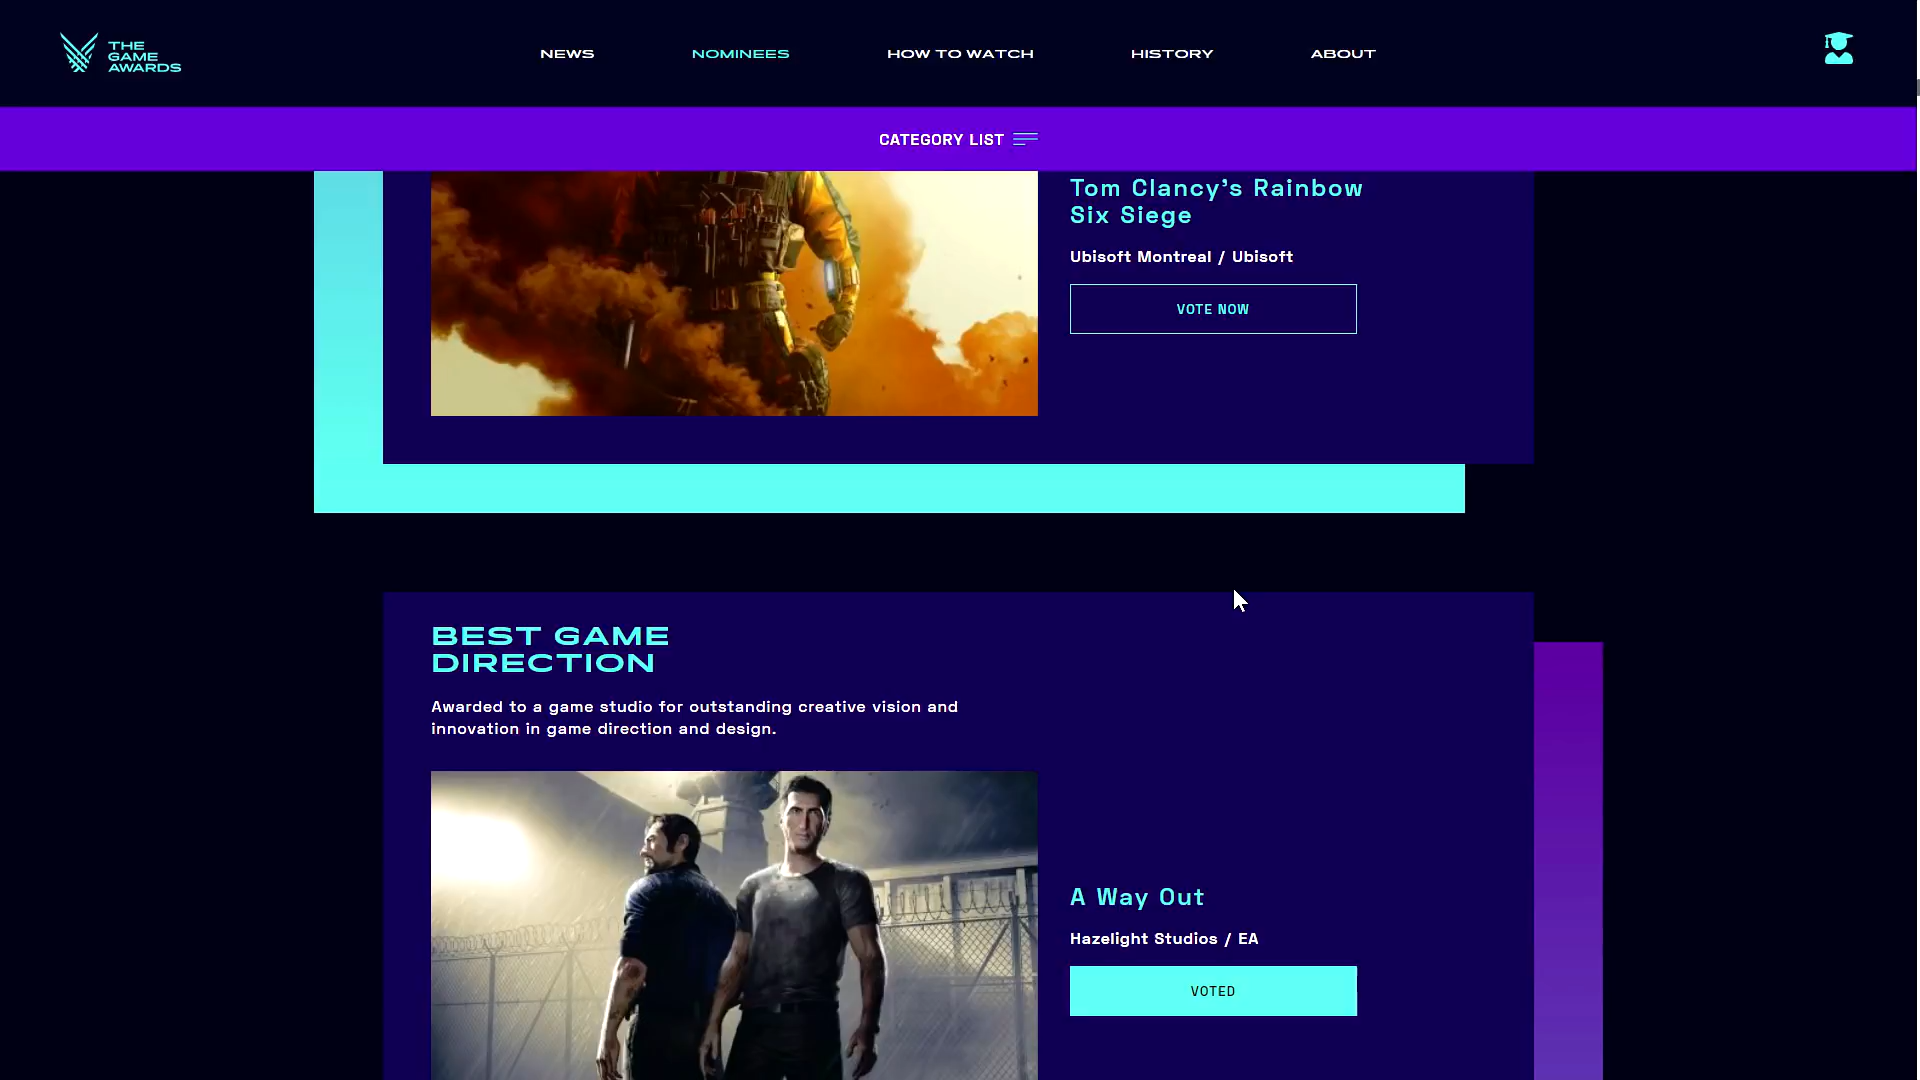 THE
GAME
AWARDS
NEWS
NOMINEES
HOW TO WATCH
HISTORY
ABOUT
CATEGORY LIST
Tom Clancy's Rainbow
Six Siege
Ubisoft Montreal / Ubisoft
VOTE NOW
BEST GAME
DIRECTION
Awarded to a game studio for outstanding creative vision and
innovation in game direction and design.
A Way Out
Hazelight Studios / EA
VOTED